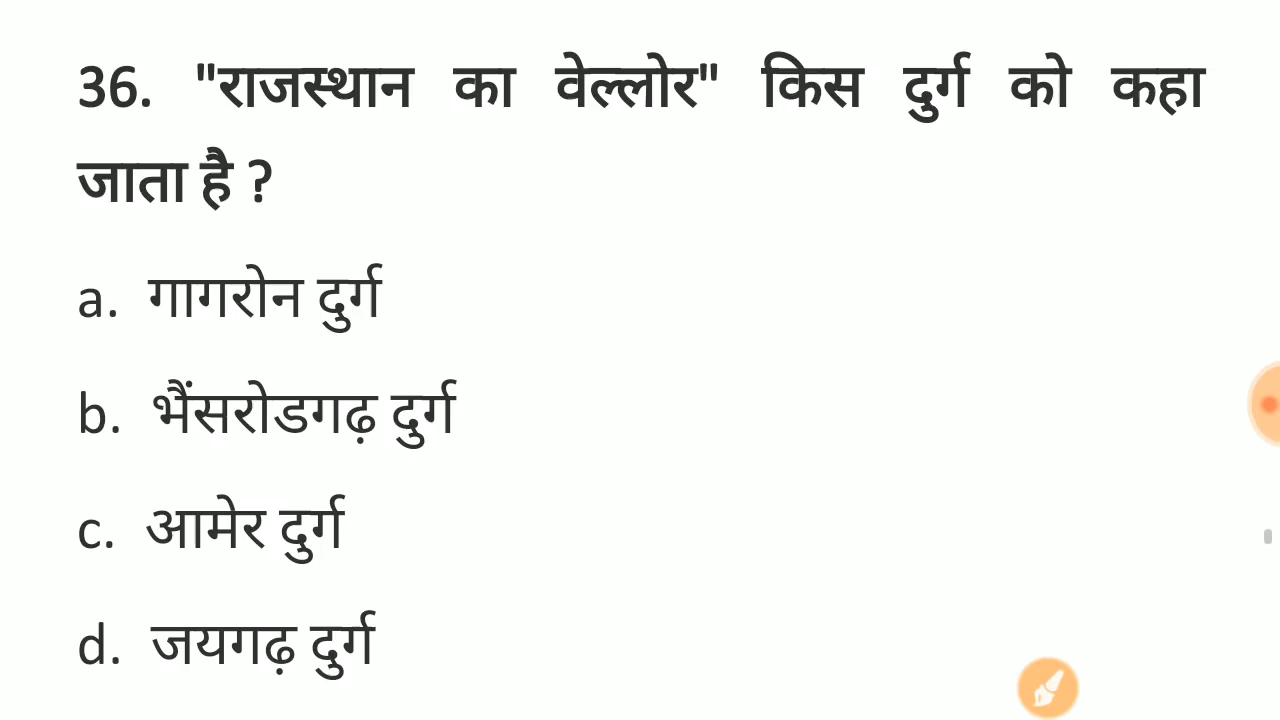 36. "राजस्थान का वेल्लोर" किस दुर्ग को कहा
जाता है ?
a. गागरोन दुर्ग
b. भैंसरोडगढ़ दुर्ग
c. आमेर दुर्ग
d. जयगढ़ दुर्ग